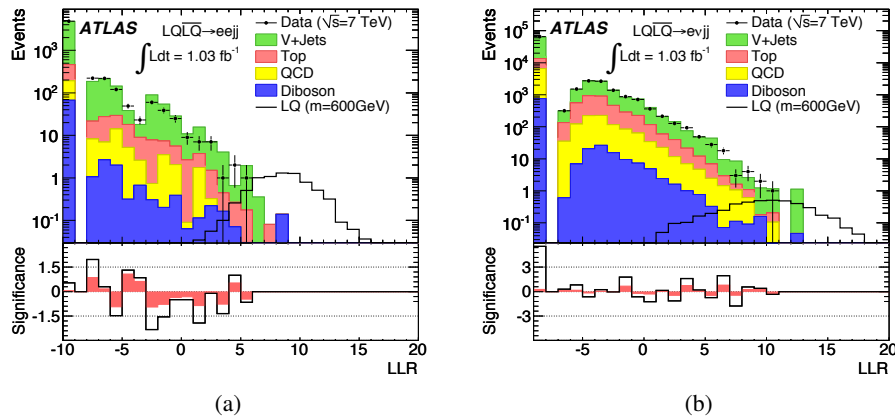 Events
10³
10²
10
1
10⁻¹
ATLAS
LQL̅Q̅→eejj
∫Ldt = 1.03 fb⁻¹
Data (√s=7 TeV)
V+Jets
Top
QCD
Diboson
LQ (m=600GeV)
Significance
1.5
0
-1.5
-10 -5 0 5 10 15 20
LLR
(a)
Events
10⁵
10⁴
10³
10²
10
1
10⁻¹
ATLAS
LQL̅Q̅→eνjj
∫Ldt = 1.03 fb⁻¹
Data (√s=7 TeV)
V+Jets
Top
QCD
Diboson
LQ (m=600GeV)
Significance
3
0
-3
-5 0 5 10 15 20
LLR
(b)